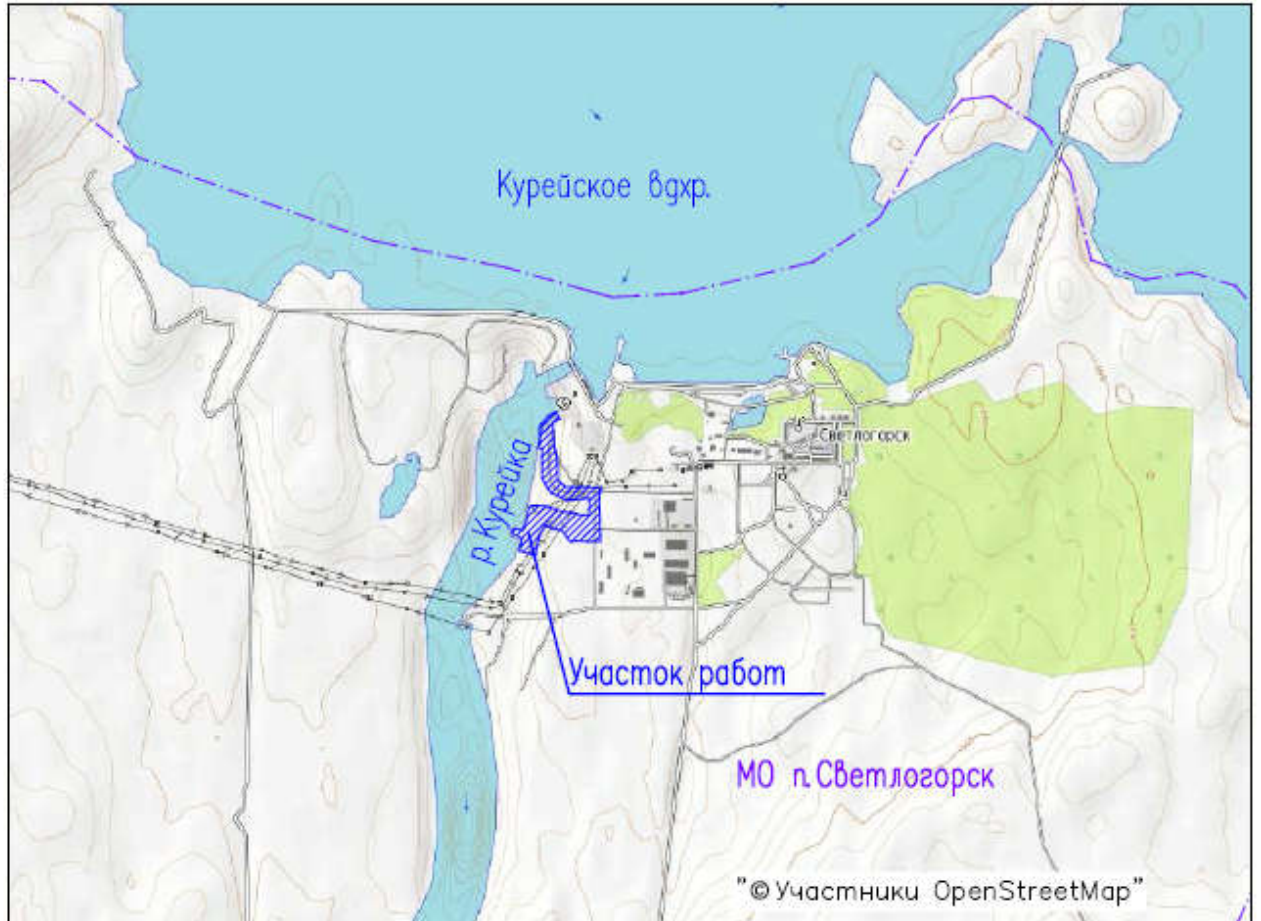 Курейское вдхр.
Светлогорск
р. Курейка
Участок работ
МО п.Светлогорск
"© Участники OpenStreetMap"